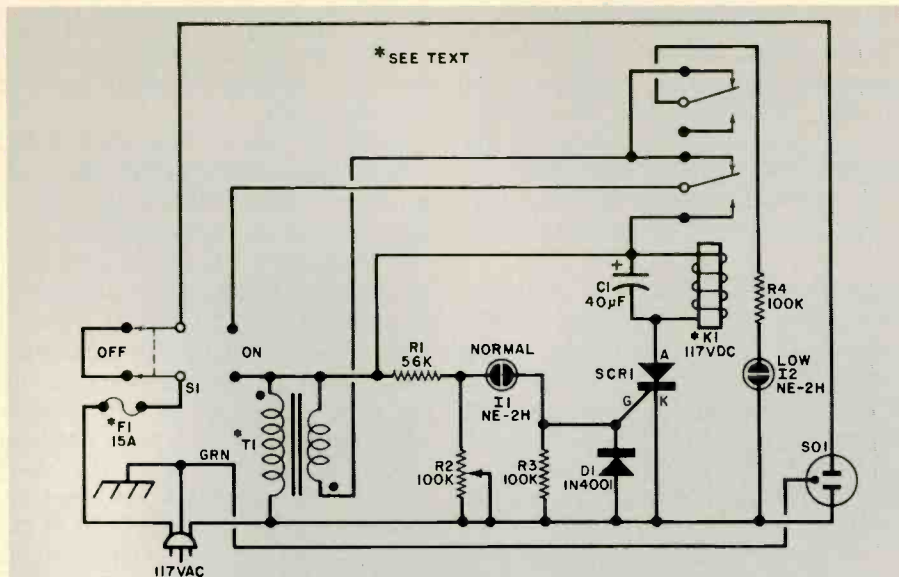 *SEE TEXT
C1
40µF
+
*K1
117VDC
R4
100K
OFF
ON
S1
R1
56K
NORMAL
I1
NE-2H
A
SCR1
G
K
LOW
I2
NE-2H
*F1
15A
GRN
*T1
R2
100K
R3
100K
D1
1N4001
SO1
117VAC